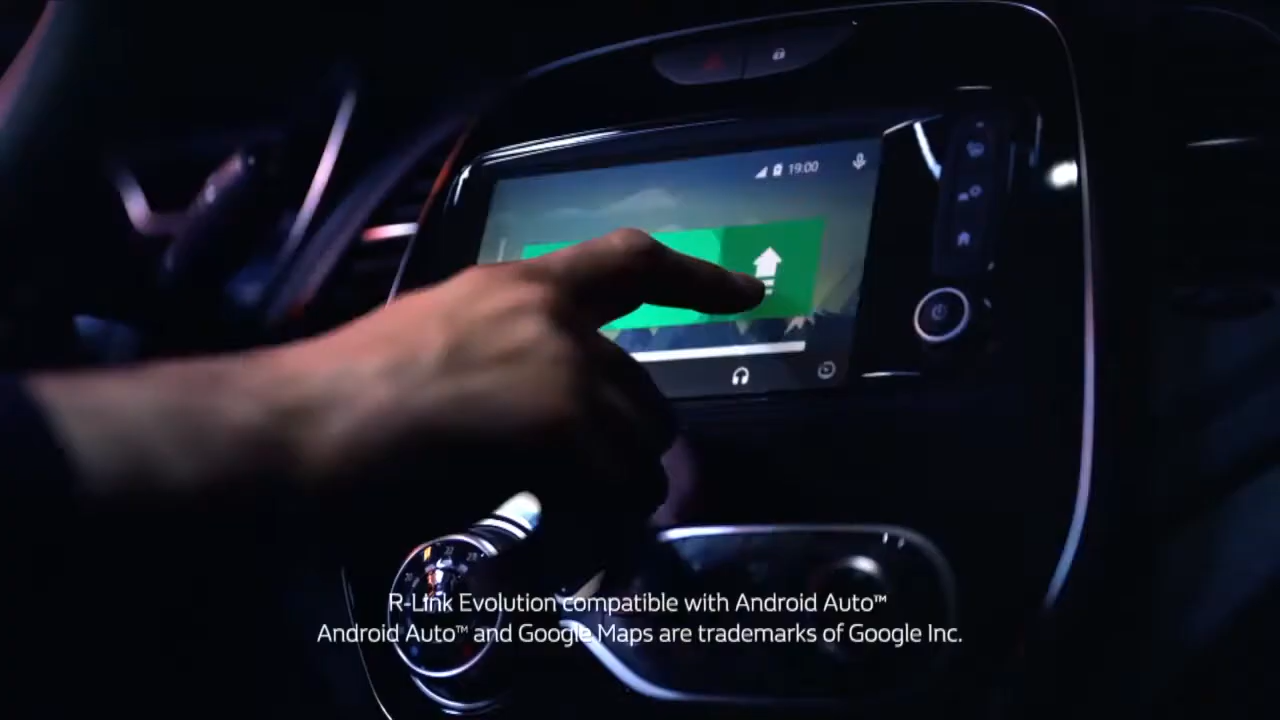 19:00
R-Link Evolution compatible with Android Auto™
Android Auto™ and Google Maps are trademarks of Google Inc.